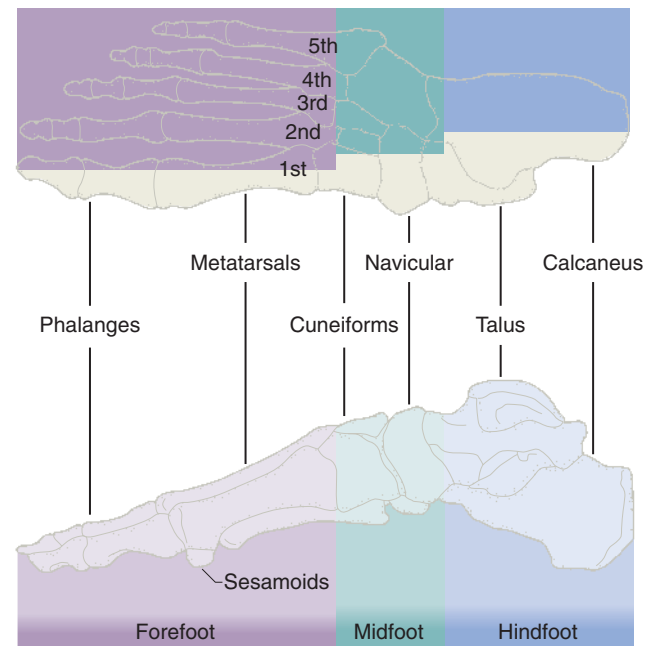 5th
4th
3rd
2nd
1st
Metatarsals Navicular Calcaneus
Phalanges Cuneiforms Talus
Sesamoids
Forefoot Midfoot Hindfoot